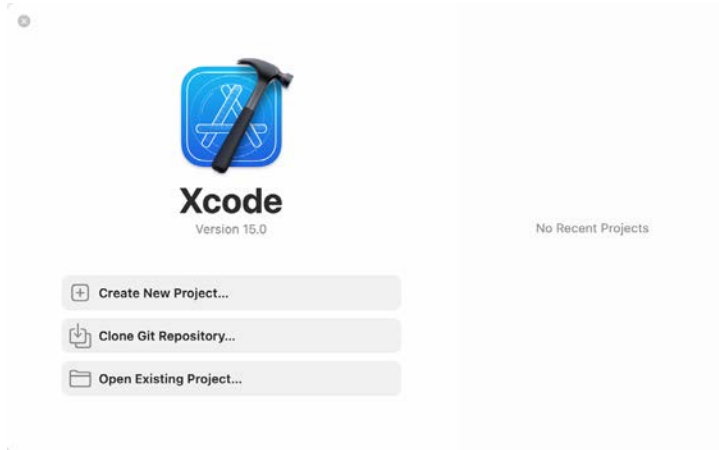 Xcode
Version 15.0
Create New Project...
Clone Git Repository...
Open Existing Project...
No Recent Projects